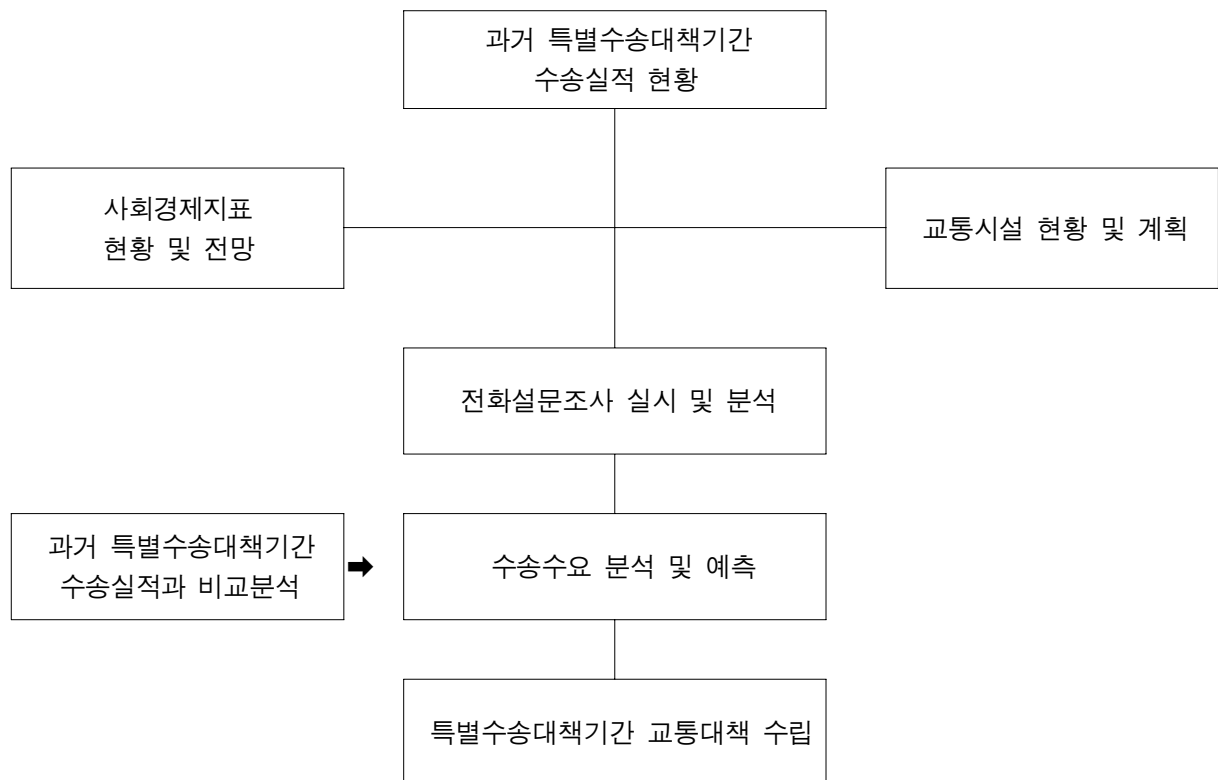 과거 특별수송대책기간
수송실적 현황
사회경제지표
현황 및 전망
교통시설 현황 및 계획
전화설문조사 실시 및 분석
과거 특별수송대책기간
수송실적과 비교분석
수송수요 분석 및 예측
특별수송대책기간 교통대책 수립